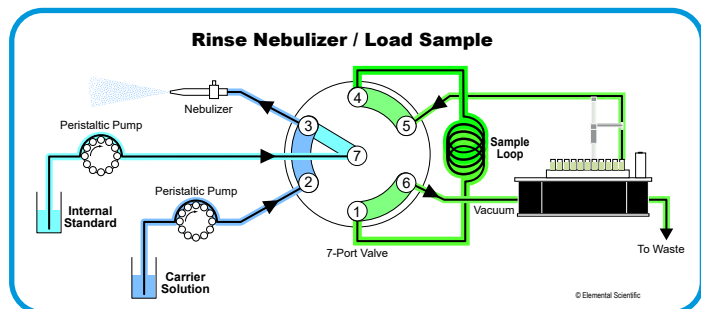 Rinse Nebulizer / Load Sample
Nebulizer
Peristaltic Pump
Internal
Standard
Peristaltic Pump
Carrier
Solution
4
3
5
7
2
6
1
7-Port Valve
Sample
Loop
Vacuum
To Waste
© Elemental Scientific